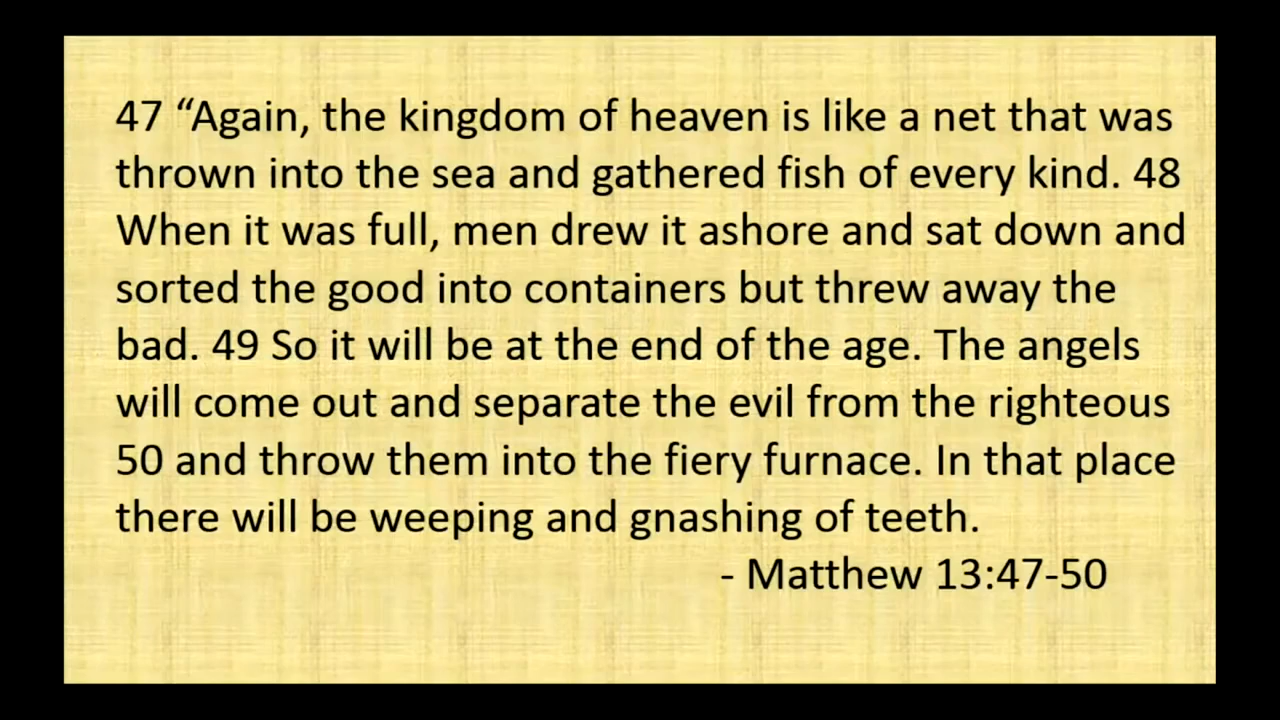 47 “Again, the kingdom of heaven is like a net that was
thrown into the sea and gathered fish of every kind. 48
When it was full, men drew it ashore and sat down and
sorted the good into containers but threw away the
bad. 49 So it will be at the end of the age. The angels
will come out and separate the evil from the righteous
50 and throw them into the fiery furnace. In that place
there will be weeping and gnashing of teeth.
- Matthew 13:47-50